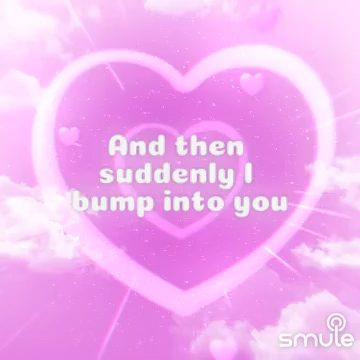 And then
suddenly I
bump into you
smule